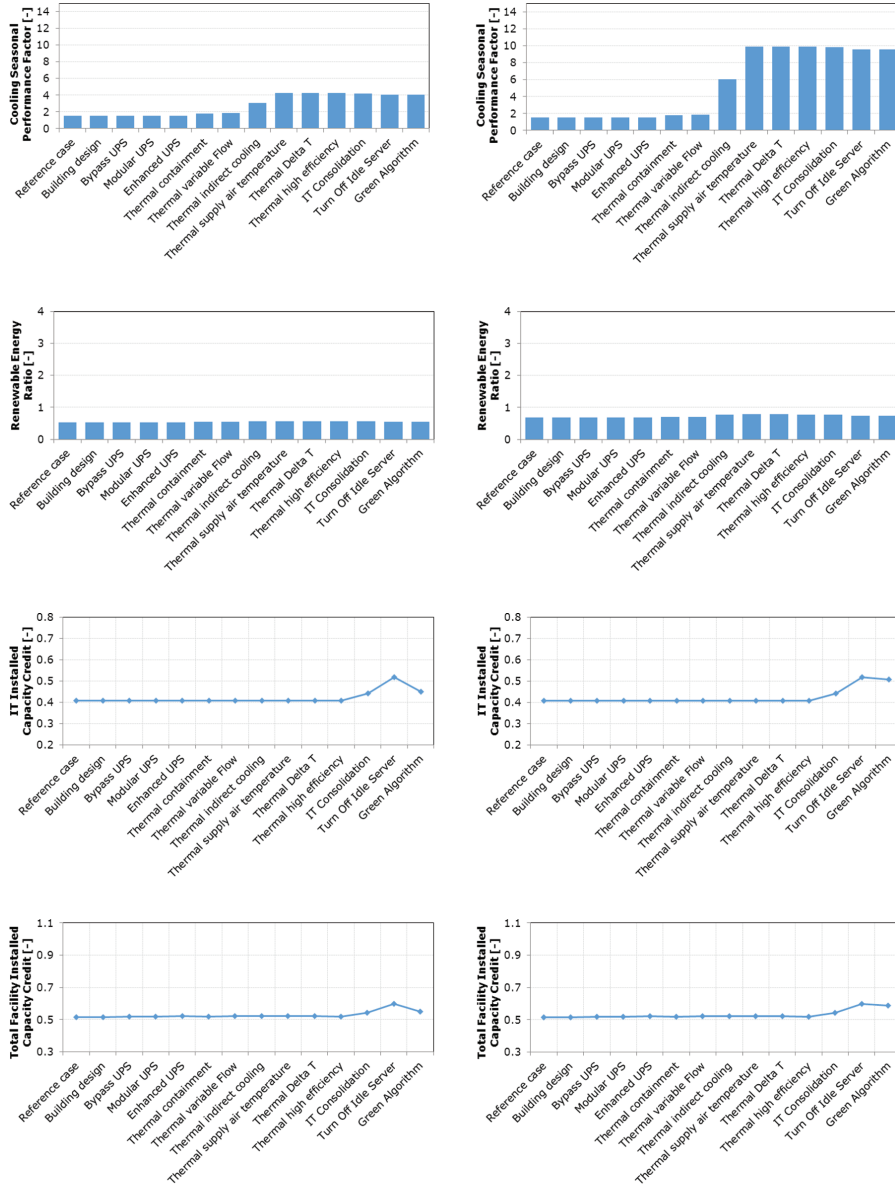 Cooling Seasonal
Performance Factor [-]
14
12
10
8
6
4
2
0
Reference case
Building design
Bypass UPS
Modular UPS
Enhanced UPS
Thermal containment
Thermal variable Flow
Thermal indirect cooling
Thermal supply air temperature
Thermal Delta T
Thermal high efficiency
IT Consolidation
Turn Off Idle Server
Green Algorithm
Cooling Seasonal
Performance Factor [-]
14
12
10
8
6
4
2
0
Reference case
Building design
Bypass UPS
Modular UPS
Enhanced UPS
Thermal containment
Thermal variable Flow
Thermal indirect cooling
Thermal supply air temperature
Thermal Delta T
Thermal high efficiency
IT Consolidation
Turn Off Idle Server
Green Algorithm
Renewable Energy
Ratio [-]
4
3
2
1
0
Reference case
Building design
Bypass UPS
Modular UPS
Enhanced UPS
Thermal containment
Thermal variable Flow
Thermal indirect cooling
Thermal supply air temperature
Thermal Delta T
Thermal high efficiency
IT Consolidation
Turn Off Idle Server
Green Algorithm
Renewable Energy
Ratio [-]
4
3
2
1
0
Reference case
Building design
Bypass UPS
Modular UPS
Enhanced UPS
Thermal containment
Thermal variable Flow
Thermal indirect cooling
Thermal supply air temperature
Thermal Delta T
Thermal high efficiency
IT Consolidation
Turn Off Idle Server
Green Algorithm
IT Installed
Capacity Credit [-]
0.8
0.7
0.6
0.5
0.4
0.3
0.2
Reference case
Building design
Bypass UPS
Modular UPS
Enhanced UPS
Thermal containment
Thermal variable Flow
Thermal indirect cooling
Thermal supply air temperature
Thermal Delta T
Thermal high efficiency
IT Consolidation
Turn Off Idle Server
Green Algorithm
IT Installed
Capacity Credit [-]
0.8
0.7
0.6
0.5
0.4
0.3
0.2
Reference case
Building design
Bypass UPS
Modular UPS
Enhanced UPS
Thermal containment
Thermal variable Flow
Thermal indirect cooling
Thermal supply air temperature
Thermal Delta T
Thermal high efficiency
IT Consolidation
Turn Off Idle Server
Green Algorithm
Total Facility Installed
Capacity Credit [-]
1.1
0.9
0.7
0.5
0.3
Reference case
Building design
Bypass UPS
Modular UPS
Enhanced UPS
Thermal containment
Thermal variable Flow
Thermal indirect cooling
Thermal supply air temperature
Thermal Delta T
Thermal high efficiency
IT Consolidation
Turn Off Idle Server
Green Algorithm
Total Facility Installed
Capacity Credit [-]
1.1
0.9
0.7
0.5
0.3
Reference case
Building design
Bypass UPS
Modular UPS
Enhanced UPS
Thermal containment
Thermal variable Flow
Thermal indirect cooling
Thermal supply air temperature
Thermal Delta T
Thermal high efficiency
IT Consolidation
Turn Off Idle Server
Green Algorithm